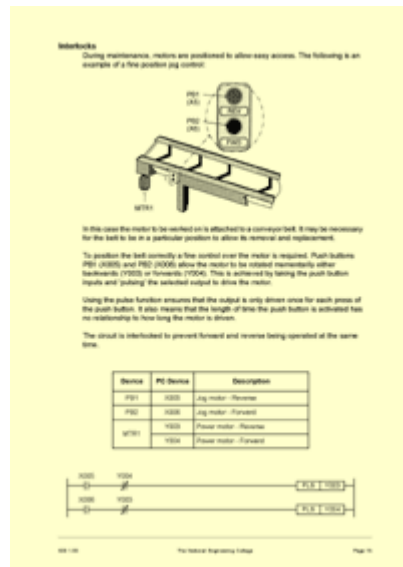 Interlocks
During maintenance, motors are positioned to allow easy access. The following is an
example of a fine position jog control:
PB1
(X5)
REV
PB2
(X6)
FWD
MTR1
In this case the motor to be worked on is attached to a conveyor belt. It may be necessary
for the belt to be in a particular position to allow its removal and replacement.
To position the belt correctly a fine control over the motor is required. Push buttons
PB1 (X005) and PB2 (X006) allow the motor to be rotated momentarily either
backwards (Y003) or forwards (Y004). This is achieved by taking the push button
inputs and 'pulsing' the selected output to drive the motor.
Using the pulse function ensures that the output is only driven once for each press of
the push button. It also means that the length of time the push button is activated has
no relationship to how long the motor is driven.
The circuit is interlocked to prevent forward and reverse being operated at the same
time.
Device PC Device Description
PB1 X005 Jog motor - Reverse
PB2 X006 Jog motor - Forward
MTR1 Y003 Power motor - Reverse
Y004 Power motor - Forward
X005 Y004 PLS Y003
X006 Y003 PLS Y004
The National Engineering College
Page